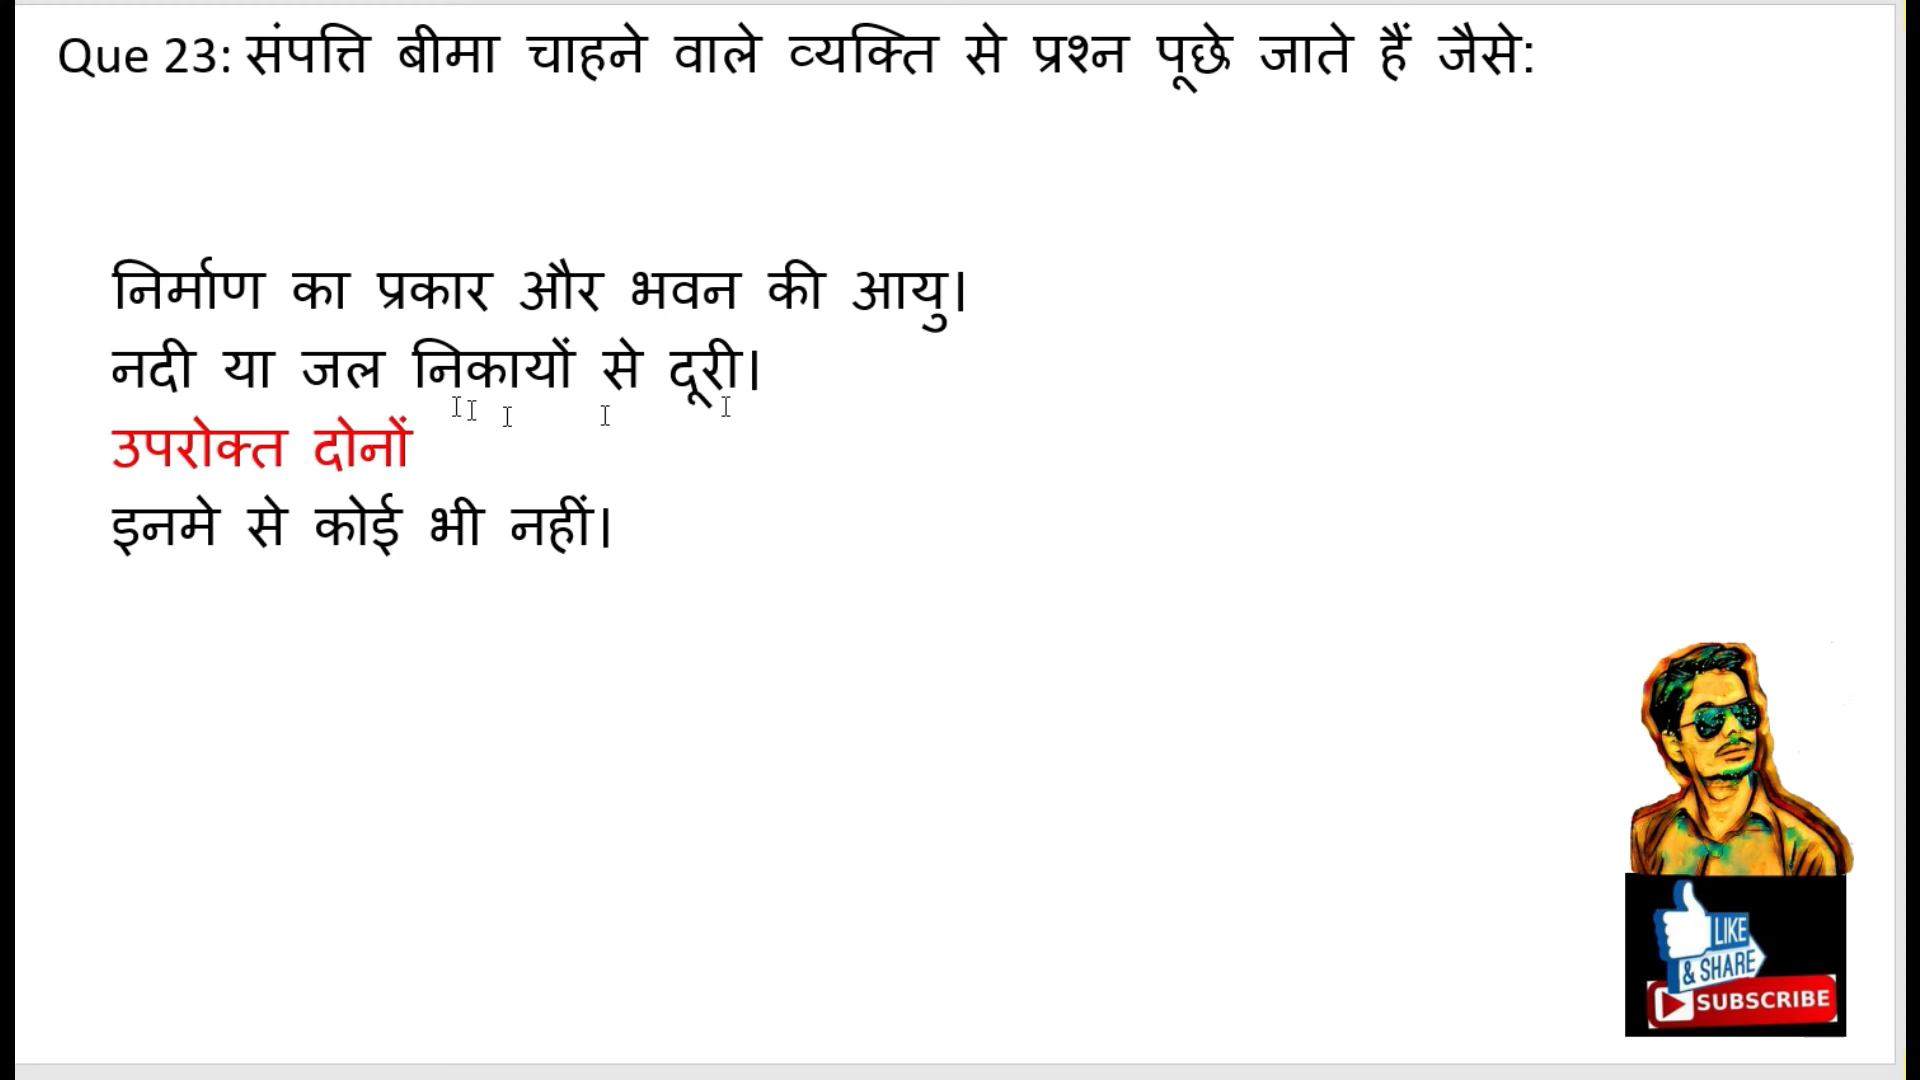 Que 23: संपत्ति बीमा चाहने वाले व्यक्ति से प्रश्न पूछे जाते हैं जैसे:
निर्माण का प्रकार और भवन की आयु।
नदी या जल निकायों से दूरी।
उपरोक्त दोनों
इनमे से कोई भी नहीं।
LIKE
& SHARE
SUBSCRIBE